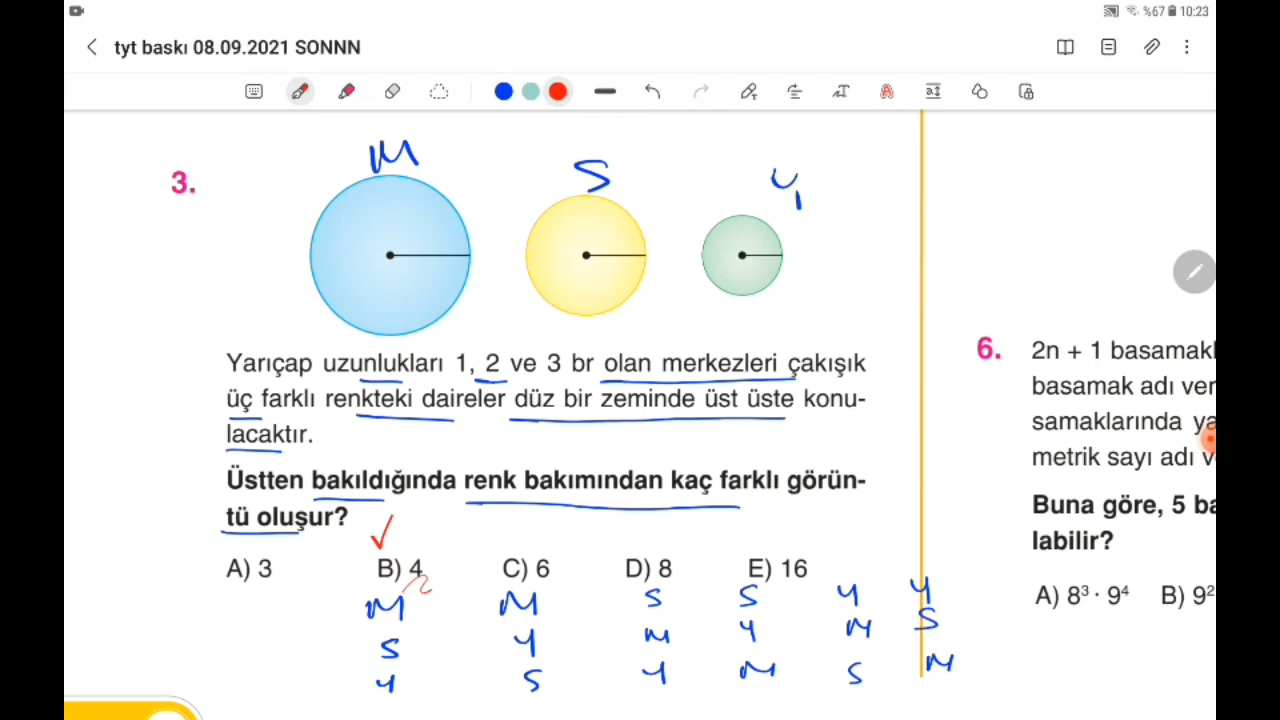 %67 10:23
tyt baskı 08.09.2021 SONNN
M S Y
3.
Yarıçap uzunlukları 1, 2 ve 3 br olan merkezleri çakışık
üç farklı renkteki daireler düz bir zeminde üst üste konu-
lacaktır.
Üstten bakıldığında renk bakımından kaç farklı görün-
tü oluşur?
A) 3 B) 4 C) 6 D) 8 E) 16
M M S S Y Y
S Y M Y M S
Y S Y M S M
6. 2n + 1 basamakl
basamak adı ver
samaklarında ya
metrik sayı adı v
Buna göre, 5 ba
labilir?
A) 8³ · 9⁴ B) 9²